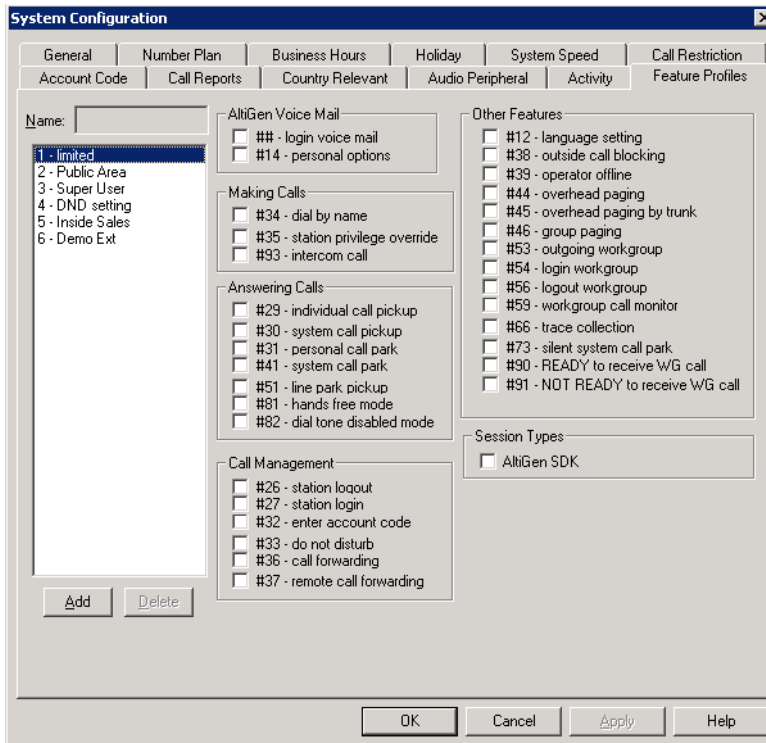 System Configuration
General Number Plan Business Hours Holiday System Speed Call Restriction
Account Code Call Reports Country Relevant Audio Peripheral Activity Feature Profiles
Name:
1 - limited
2 - Public Area
3 - Super User
4 - DND setting
5 - Inside Sales
6 - Demo Ext
Add Delete
AltiGen Voice Mail
## - login voice mail
#14 - personal options
Making Calls
#34 - dial by name
#35 - station privilege override
#93 - intercom call
Answering Calls
#29 - individual call pickup
#30 - system call pickup
#31 - personal call park
#41 - system call park
#51 - line park pickup
#81 - hands free mode
#82 - dial tone disabled mode
Call Management
#26 - station logout
#27 - station login
#32 - enter account code
#33 - do not disturb
#36 - call forwarding
#37 - remote call forwarding
Other Features
#12 - language setting
#38 - outside call blocking
#39 - operator offline
#44 - overhead paging
#45 - overhead paging by trunk
#46 - group paging
#53 - outgoing workgroup
#54 - login workgroup
#56 - logout workgroup
#59 - workgroup call monitor
#66 - trace collection
#73 - silent system call park
#90 - READY to receive WG call
#91 - NOT READY to receive WG call
Session Types
AltiGen SDK
OK Cancel Apply Help